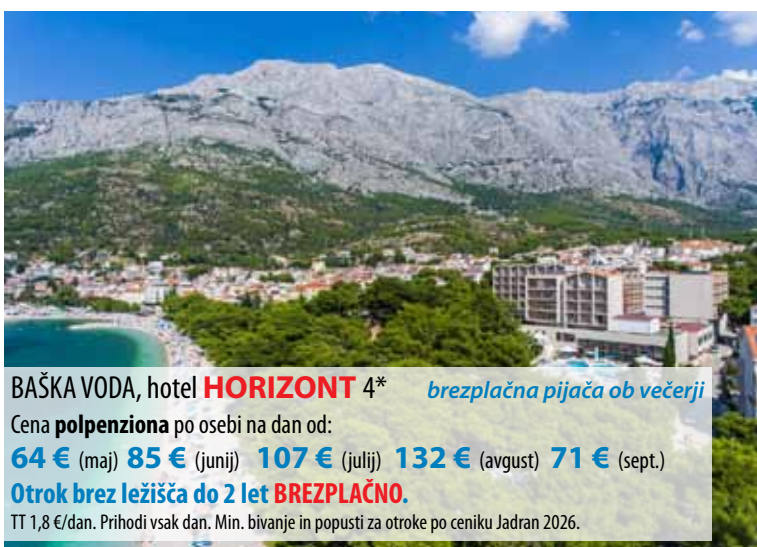 BAŠKA VODA, hotel HORIZONT 4* brezplačna pijača ob večerji
Cena polpenziona po osebi na dan od:
64 € (maj) 85 € (junij) 107 € (julij) 132 € (avgust) 71 € (sept.)
Otrok brez ležišča do 2 let BREZPLAČNO.
TT 1,8 €/dan. Prihodi vsak dan. Min. bivanje in popusti za otroke po ceniku Jadran 2026.